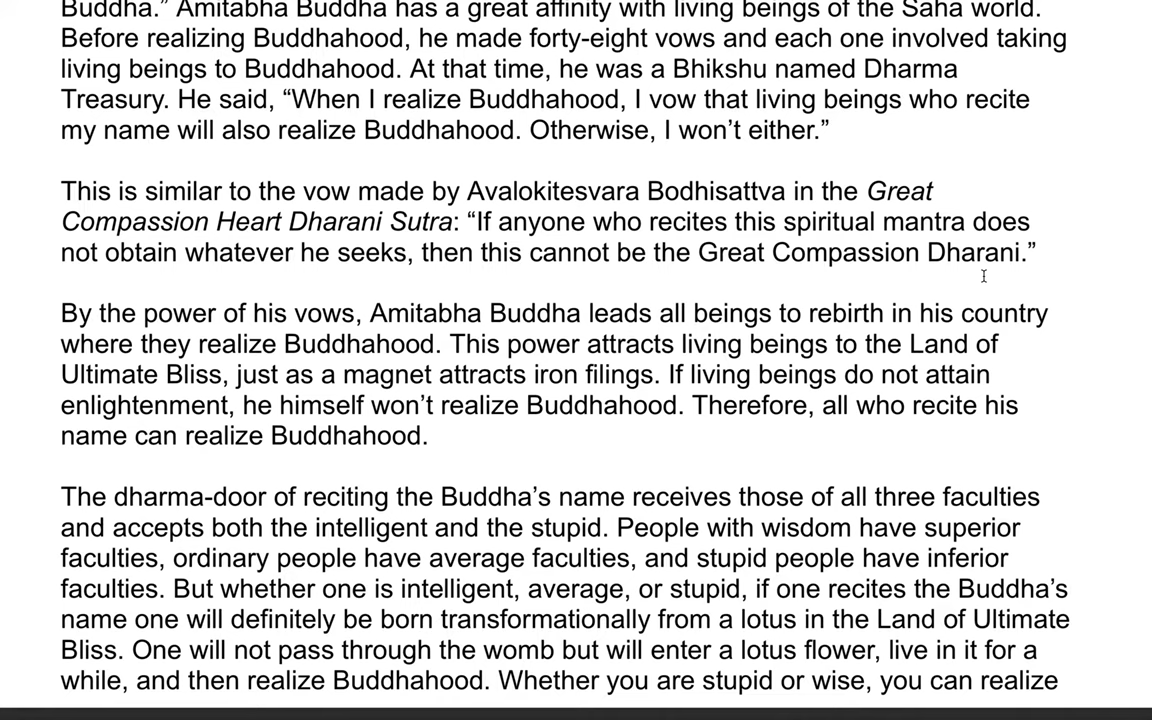 Buddha.” Amitabha Buddha has a great affinity with living beings of the Saha world.
Before realizing Buddhahood, he made forty-eight vows and each one involved taking
living beings to Buddhahood. At that time, he was a Bhikshu named Dharma
Treasury. He said, “When I realize Buddhahood, I vow that living beings who recite
my name will also realize Buddhahood. Otherwise, I won’t either.”
This is similar to the vow made by Avalokitesvara Bodhisattva in the Great
Compassion Heart Dharani Sutra: “If anyone who recites this spiritual mantra does
not obtain whatever he seeks, then this cannot be the Great Compassion Dharani.”
By the power of his vows, Amitabha Buddha leads all beings to rebirth in his country
where they realize Buddhahood. This power attracts living beings to the Land of
Ultimate Bliss, just as a magnet attracts iron filings. If living beings do not attain
enlightenment, he himself won’t realize Buddhahood. Therefore, all who recite his
name can realize Buddhahood.
The dharma-door of reciting the Buddha’s name receives those of all three faculties
and accepts both the intelligent and the stupid. People with wisdom have superior
faculties, ordinary people have average faculties, and stupid people have inferior
faculties. But whether one is intelligent, average, or stupid, if one recites the Buddha’s
name one will definitely be born transformationally from a lotus in the Land of Ultimate
Bliss. One will not pass through the womb but will enter a lotus flower, live in it for a
while, and then realize Buddhahood. Whether you are stupid or wise, you can realize